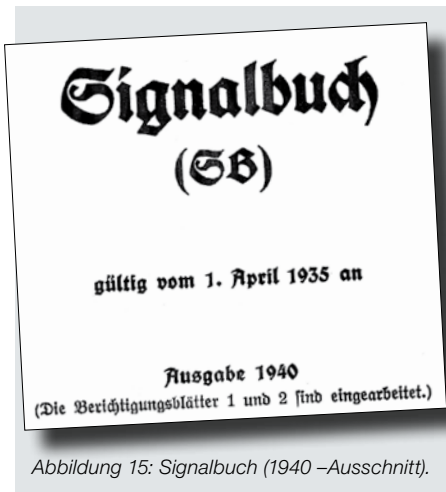 Signalbuch
(SB)
gültig vom 1. April 1935 an
Ausgabe 1940
(Die Berichtigungsblätter 1 und 2 sind eingearbeitet.)
Abbildung 15: Signalbuch (1940 –Ausschnitt).